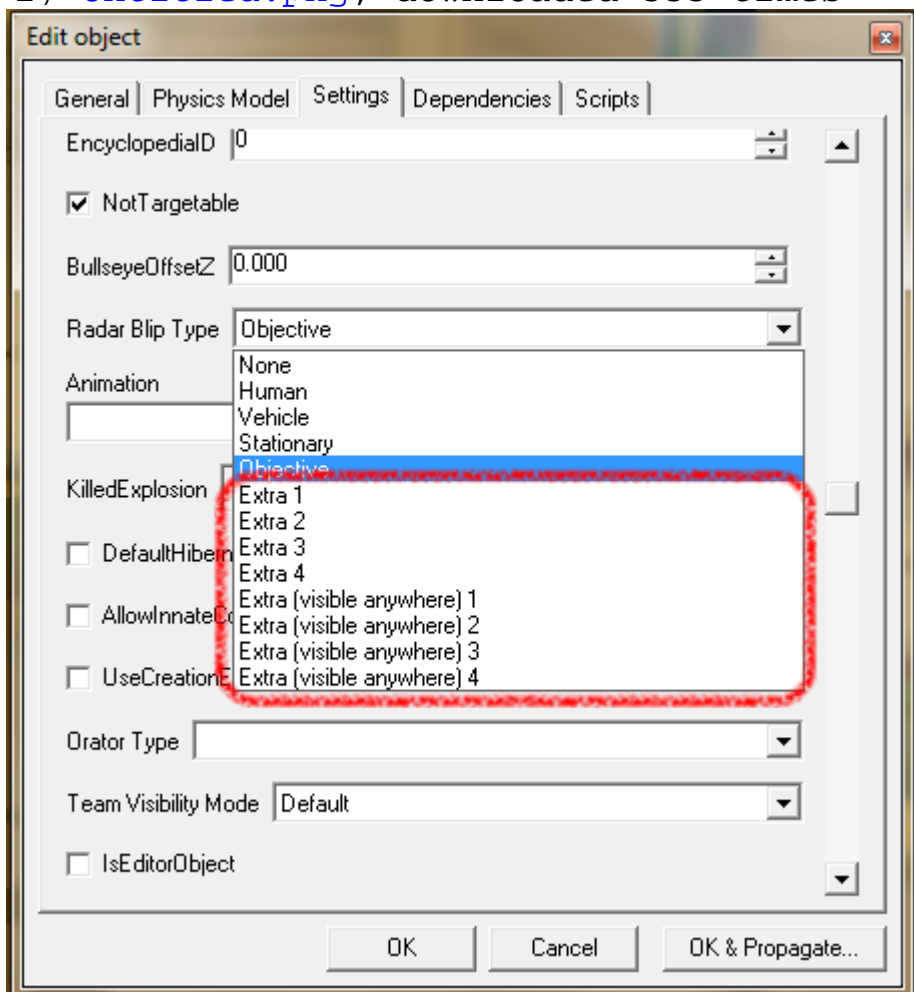 Edit object
General Physics Model Settings Dependencies Scripts
EncyclopediaID 0
NotTargetable
BullseyeOffsetZ 0.000
Radar Blip Type Objective
None
Animation
Human
Vehicle
Stationary
Objective
KilledExplosion
Extra 1
Extra 2
Extra 3
Extra 4
Extra (visible anywhere) 1
Extra (visible anywhere) 2
Extra (visible anywhere) 3
Extra (visible anywhere) 4
Orator Type
Team Visibility Mode Default
IsEditorObject
OK Cancel OK & Propagate...